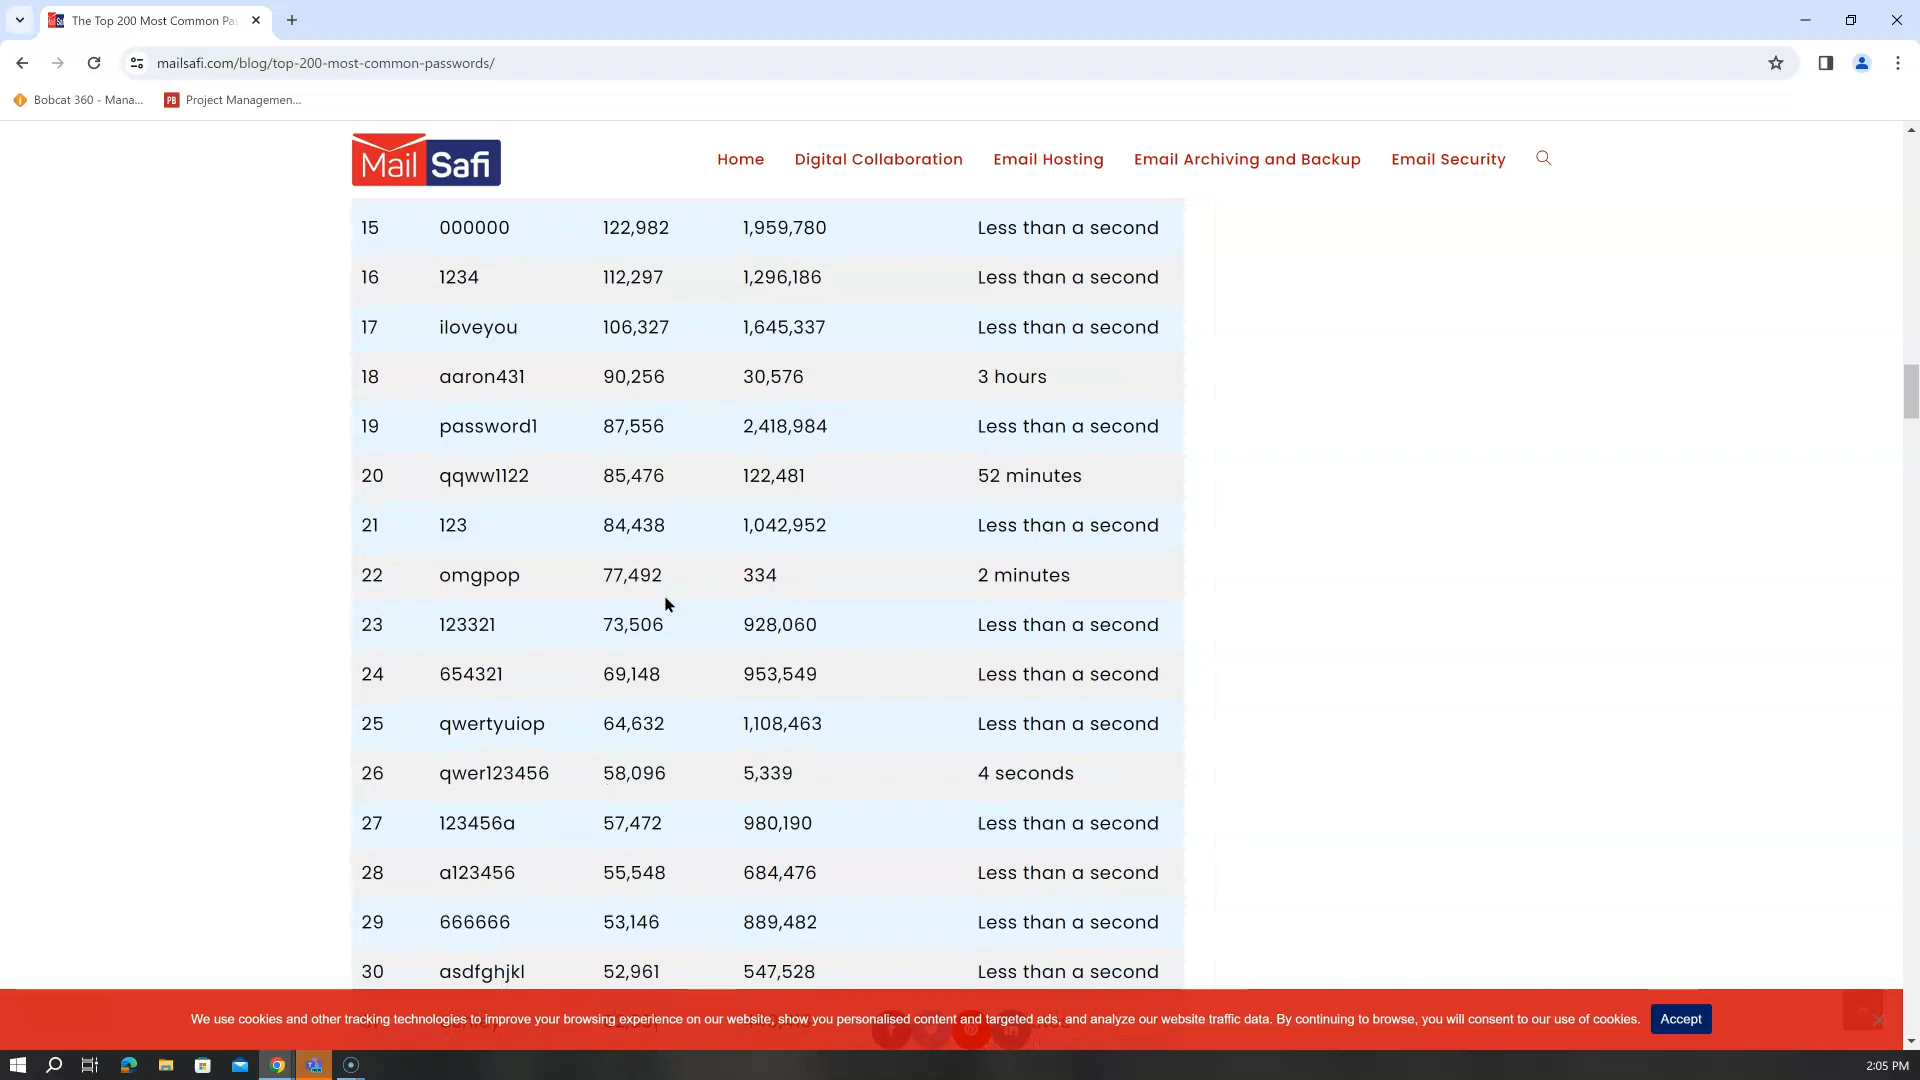 The Top 200 Most Common Pa
mailsafi.com/blog/top-200-most-common-passwords/
Bobcat 360 - Mana...
PB Project Managemen...
Mail Safi
Home Digital Collaboration Email Hosting Email Archiving and Backup Email Security
15 000000 122,982 1,959,780 Less than a second
16 1234 112,297 1,296,186 Less than a second
17 iloveyou 106,327 1,645,337 Less than a second
18 aaron431 90,256 30,576 3 hours
19 password1 87,556 2,418,984 Less than a second
20 qqww1122 85,476 122,481 52 minutes
21 123 84,438 1,042,952 Less than a second
22 omgpop 77,492 334 2 minutes
23 123321 73,506 928,060 Less than a second
24 654321 69,148 953,549 Less than a second
25 qwertyuiop 64,632 1,108,463 Less than a second
26 qwer123456 58,096 5,339 4 seconds
27 123456a 57,472 980,190 Less than a second
28 a123456 55,548 684,476 Less than a second
29 666666 53,146 889,482 Less than a second
30 asdfghjkl 52,961 547,528 Less than a second
We use cookies and other tracking technologies to improve your browsing experience on our website, show you personalised content and targeted ads, and analyze our website traffic data. By continuing to browse, you will consent to our use of cookies. Accept
2:05 PM